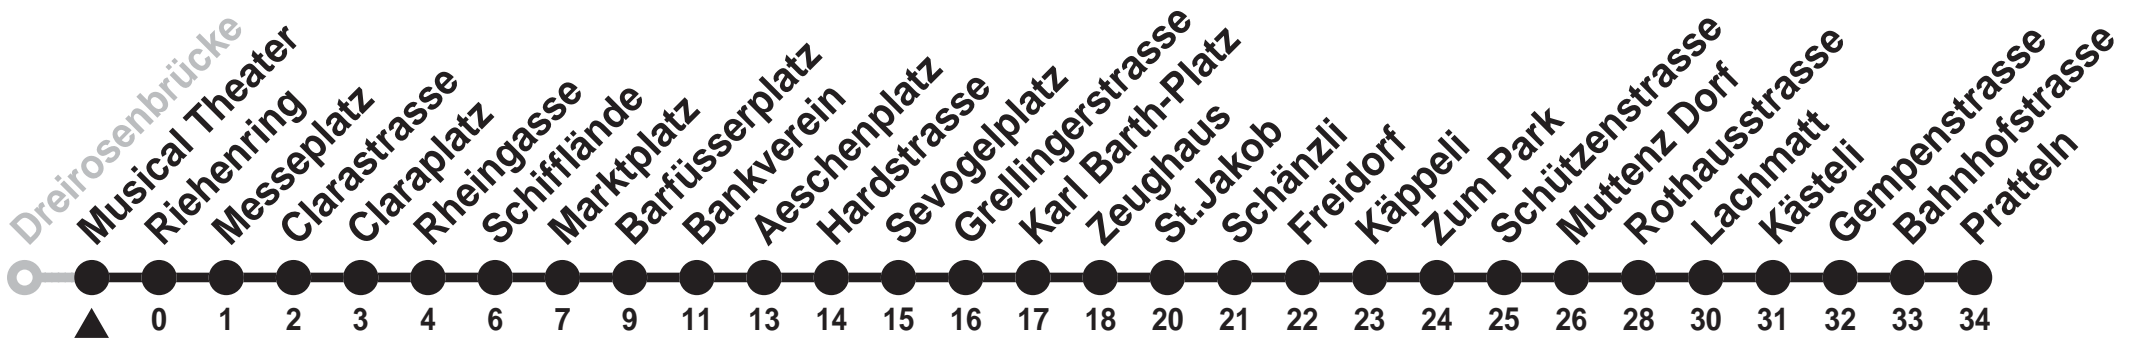 Dreirosenbrücke
Musical Theater
Riehenring
Messeplatz
Clarastrasse
Claraplatz
Rheingasse
Schifflände
Marktplatz
Barfüsserplatz
Bankverein
Aeschenplatz
Hardstrasse
Sevogelplatz
Grellingerstrasse
Karl Barth-Platz
Zeughaus
St.Jakob
Schänzli
Freidorf
Käppeli
Zum Park
Schützenstrasse
Muttenz Dorf
Rothausstrasse
Lachmatt
Kästeli
Gempenstrasse
Bahnhofstrasse
Pratteln
0 1 2 3 4 6 7 9 11 13 14 15 16 17 18 20 21 22 23 24 25 26 28 30 31 32 33 34